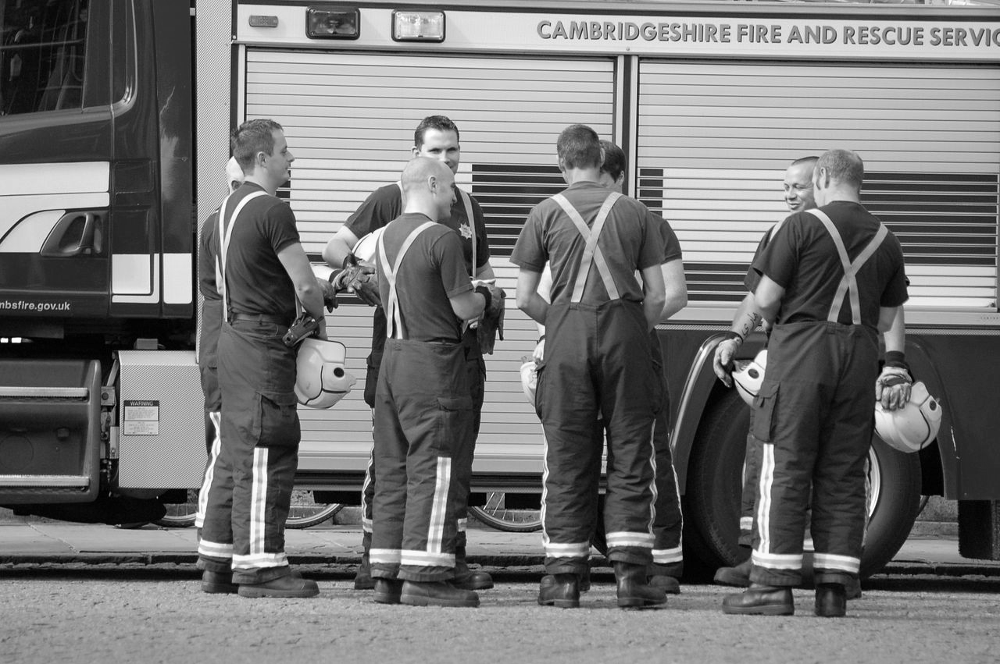 CAMBRIDGESHIRE FIRE AND RESCUE SERVIC
mbsfire.gov.uk
WARNING